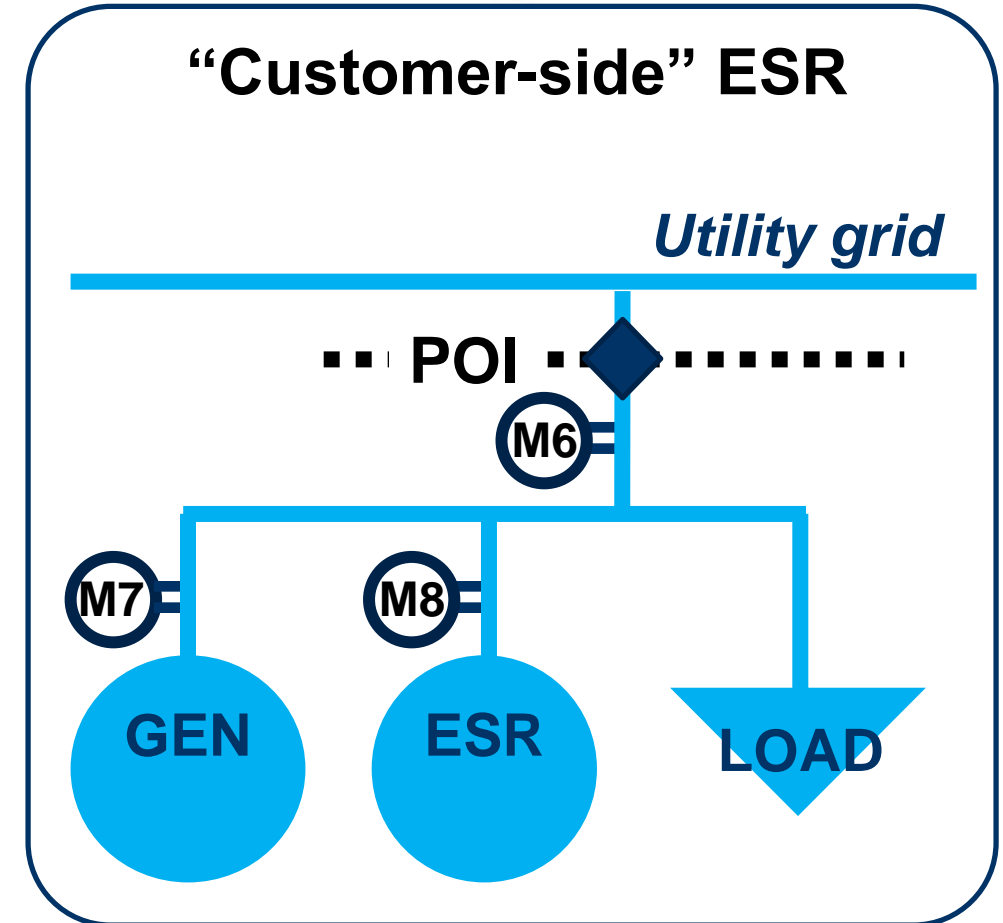 “Customer-side” ESR
Utility grid
POI
M6
M7
M8
GEN
ESR
LOAD